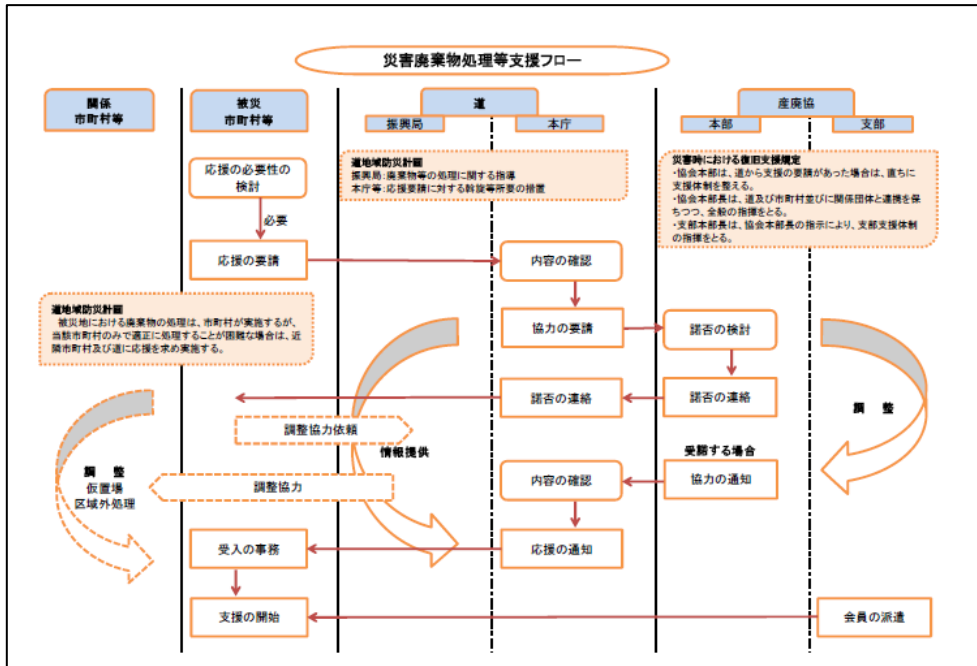 災害廃棄物処理等支援フロー
関係
市町村等
被災
市町村等
道
振興局
本庁
産廃協
本部
支部
応援の必要性の
検討
道地域防災計画
振興局：廃棄物等の処理に関する指導
本庁等：応援要請に対する斡旋等所要の措置
災害時における復旧支援規定
・協会本部は、道から支援の要請があった場合は、直ちに
支援体制を整える。
・協会本部長は、道及び市町村並びに関係団体と連携を保
ちつつ、全般の指揮をとる。
・支部本部長は、協会本部長の指示により、支部支援体制
の指揮をとる。
必要
応援の要請
内容の確認
道地域防災計画
被災地における廃棄物の処理は、市町村が実施するが、
当該市町村のみで適正に処理することが困難な場合は、近
隣市町村及び道に応援を求め実施する。
協力の要請
諾否の検討
諾否の連絡
諾否の連絡
調 整
調整協力依頼
情報提供
受諾する場合
調 整
仮置場
区域外処理
調整協力
内容の確認
協力の通知
受入の事務
応援の通知
支援の開始
会員の派遣